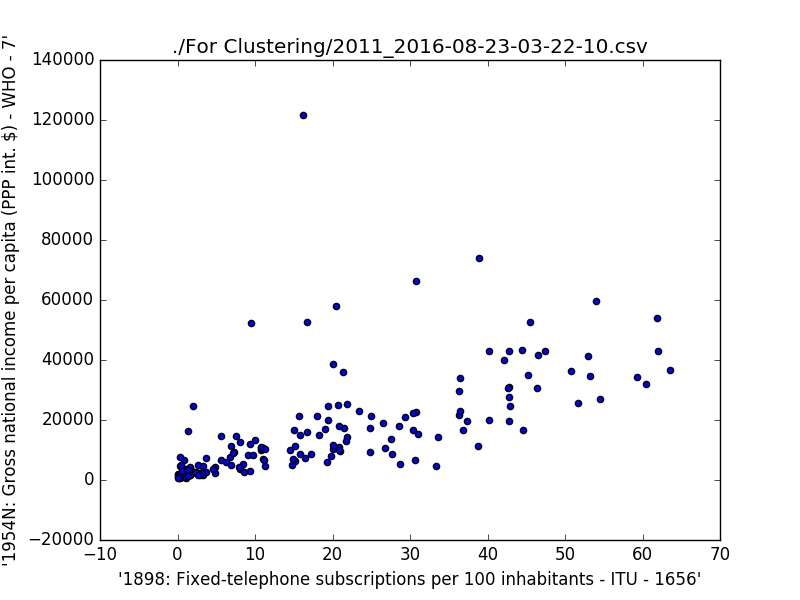 ./For Clustering/2011_2016-08-23-03-22-10.csv
'1954N: Gross national income per capita (PPP int. $) - WHO - 7'
140000
120000
100000
80000
60000
40000
20000
0
−20000
−10 0 10 20 30 40 50 60 70
'1898: Fixed-telephone subscriptions per 100 inhabitants - ITU - 1656'